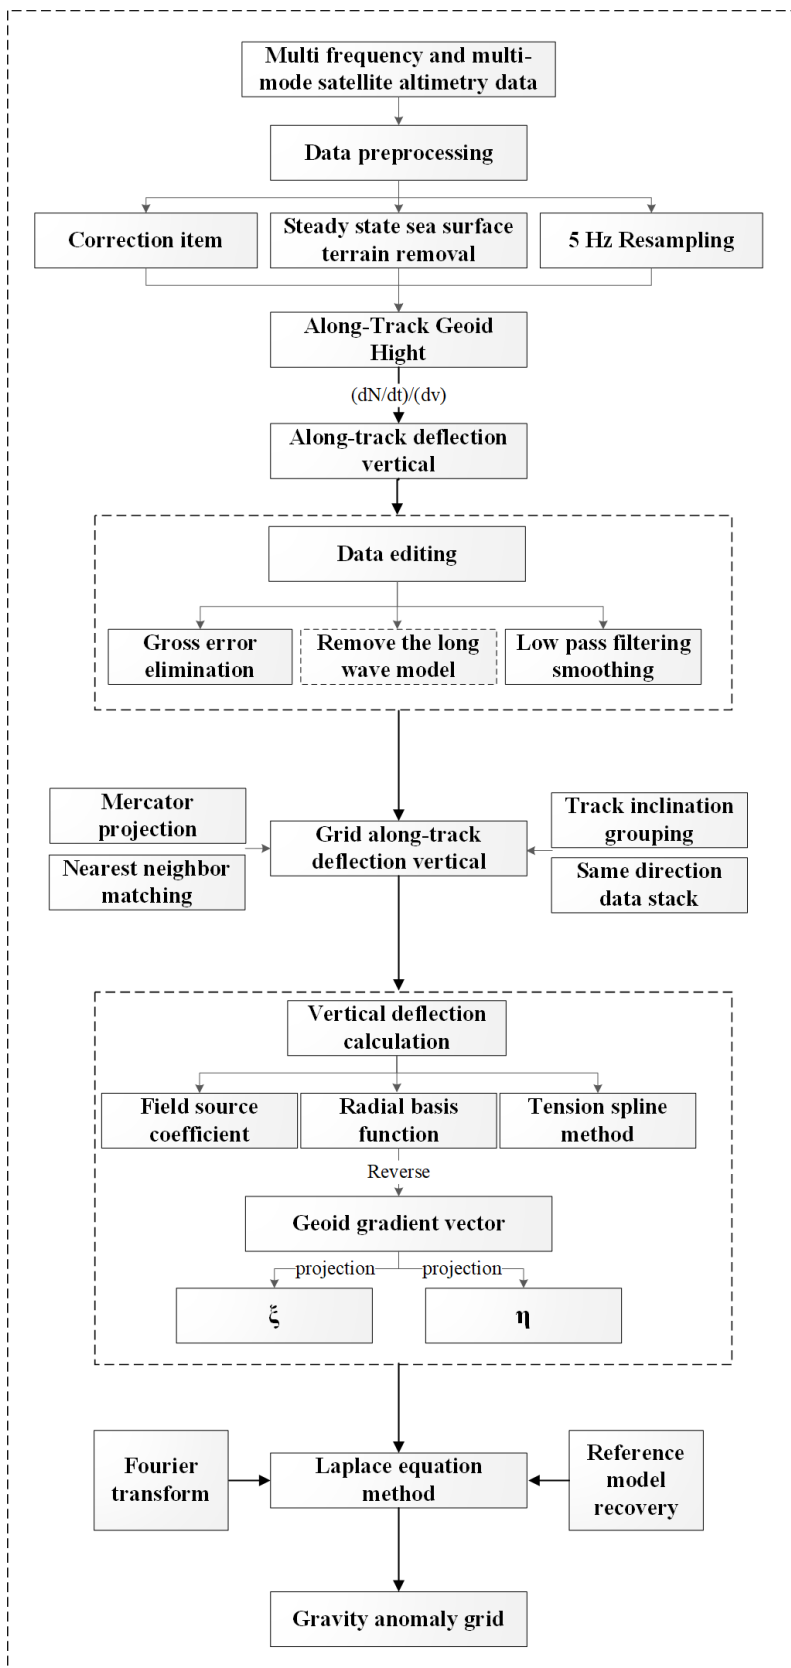 Multi frequency and multi-
mode satellite altimetry data
Data preprocessing
Correction item
Steady state sea surface
terrain removal
5 Hz Resampling
Along-Track Geoid
Hight
(dN/dt)/(dv)
Along-track deflection
vertical
Data editing
Gross error
elimination
Remove the long
wave model
Low pass filtering
smoothing
Mercator
projection
Nearest neighbor
matching
Grid along-track
deflection vertical
Track inclination
grouping
Same direction
data stack
Vertical deflection
calculation
Field source
coefficient
Radial basis
function
Tension spline
method
Reverse
Geoid gradient vector
projection
projection
ξ
η
Fourier
transform
Laplace equation
method
Reference
model
recovery
Gravity anomaly grid